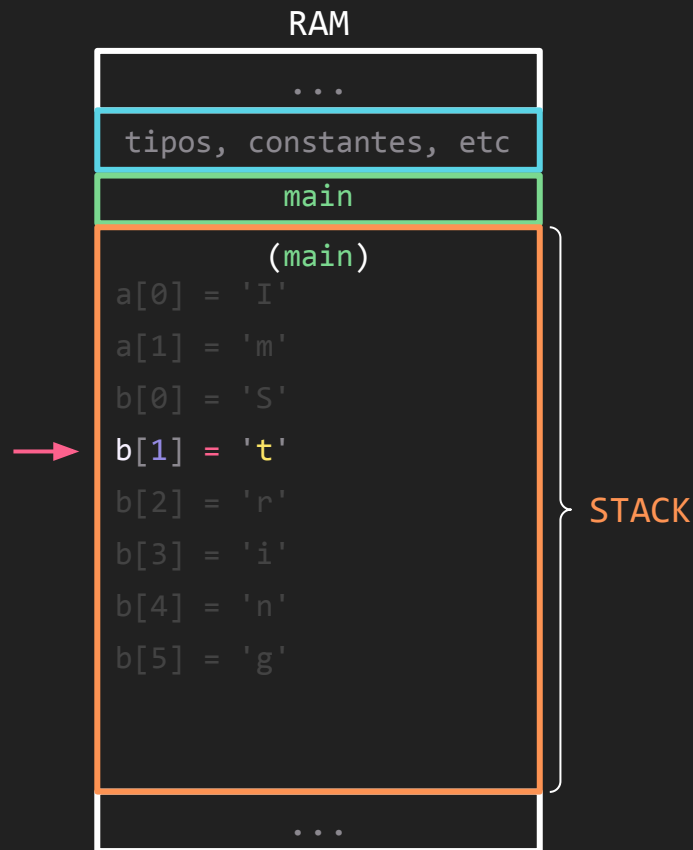 RAM
...
tipos, constantes, etc
main
(main)
a[0] = 'I'
a[1] = 'm'
b[0] = 'S'
b[1] = 't'
b[2] = 'r'
b[3] = 'i'
b[4] = 'n'
b[5] = 'g'
STACK
...